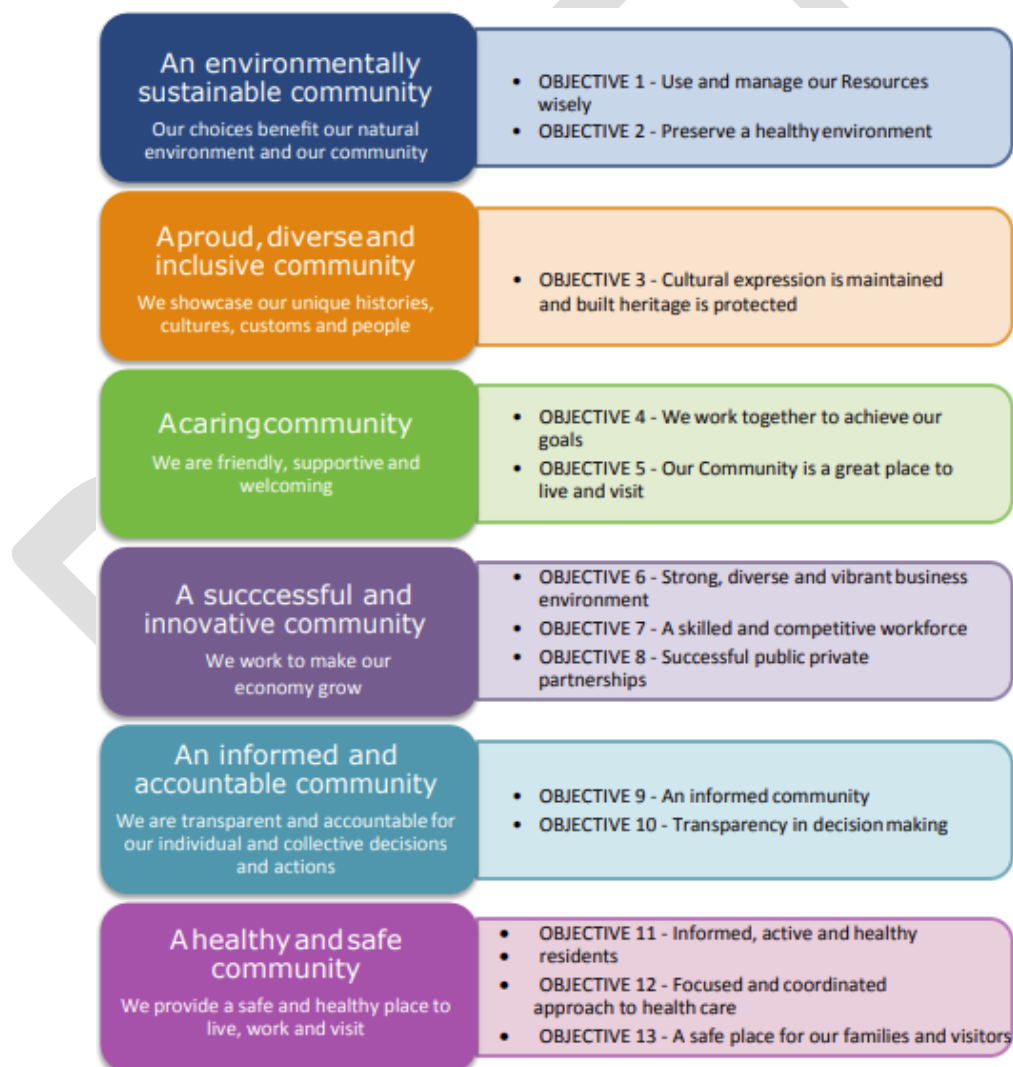 An environmentally
sustainable community
Our choices benefit our natural
environment and our community
• OBJECTIVE 1 - Use and manage our Resources
wisely
• OBJECTIVE 2 - Preserve a healthy environment
A proud, diverse and
inclusive community
We showcase our unique histories,
cultures, customs and people
• OBJECTIVE 3 - Cultural expression is maintained
and built heritage is protected
A caring community
We are friendly, supportive and
welcoming
• OBJECTIVE 4 - We work together to achieve our
goals
• OBJECTIVE 5 - Our Community is a great place to
live and visit
A succcessful and
innovative community
We work to make our
economy grow
• OBJECTIVE 6 - Strong, diverse and vibrant business
environment
• OBJECTIVE 7 - A skilled and competitive workforce
• OBJECTIVE 8 - Successful public private
partnerships
An informed and
accountable community
We are transparent and accountable for
our individual and collective decisions
and actions
• OBJECTIVE 9 - An informed community
• OBJECTIVE 10 - Transparency in decision making
A healthy and safe
community
We provide a safe and healthy place to
live, work and visit
• OBJECTIVE 11 - Informed, active and healthy
• residents
• OBJECTIVE 12 - Focused and coordinated
approach to health care
• OBJECTIVE 13 - A safe place for our families and visitors